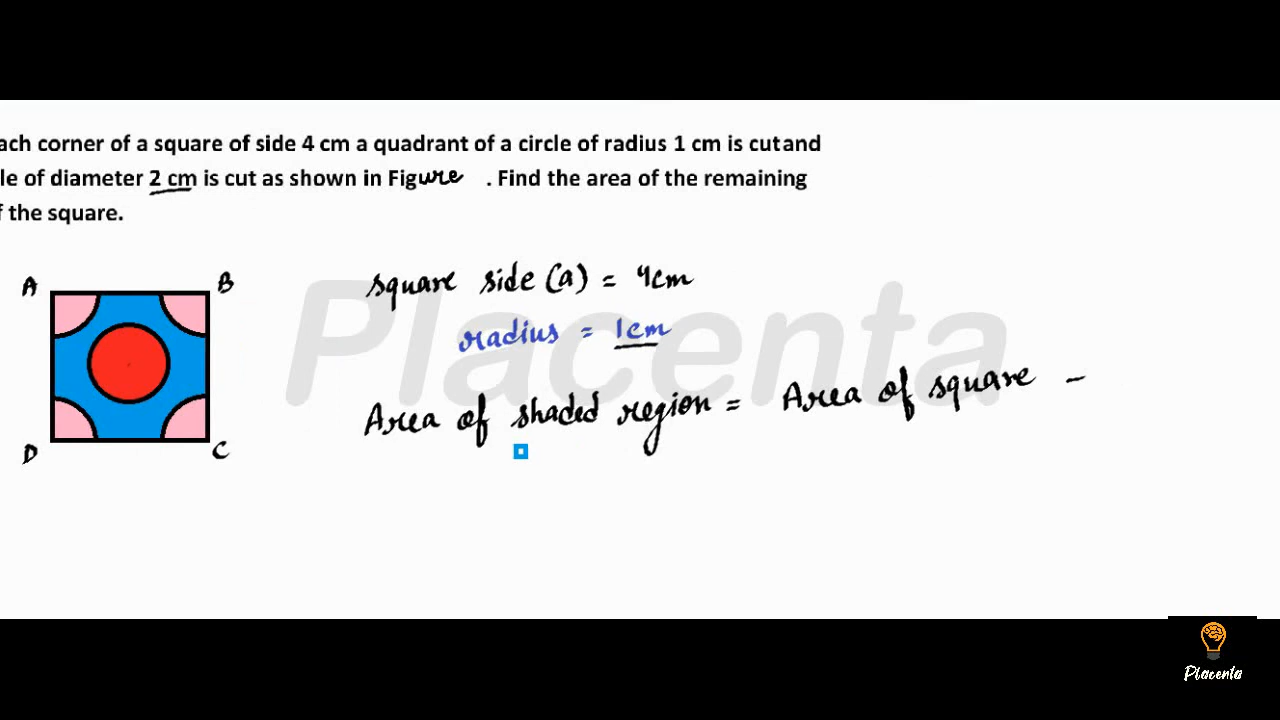 ach corner of a square of side 4 cm a quadrant of a circle of radius 1 cm is cut and
le of diameter 2 cm is cut as shown in Figure . Find the area of the remaining
f the square.
A
B
square side (a) = 4cm
radius = 1cm
Area of shaded region = Area of square -
D
C
Placenta
Placenta